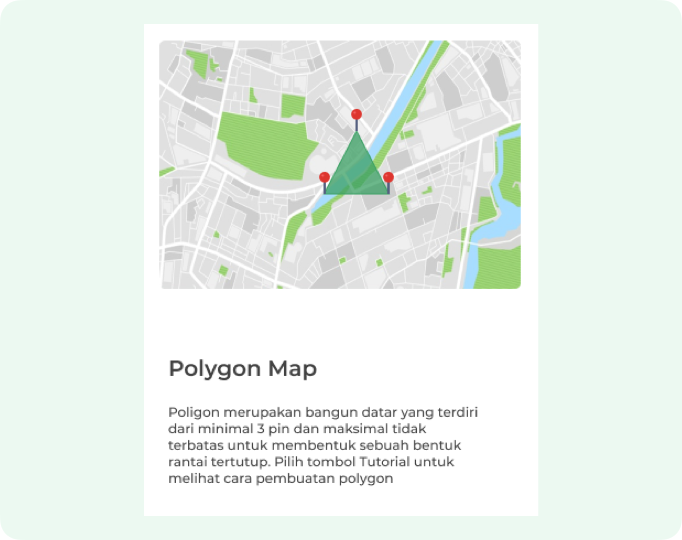 Polygon Map
Poligon merupakan bangun datar yang terdiri
dari minimal 3 pin dan maksimal tidak
terbatas untuk membentuk sebuah bentuk
rantai tertutup. Pilih tombol Tutorial untuk
melihat cara pembuatan polygon